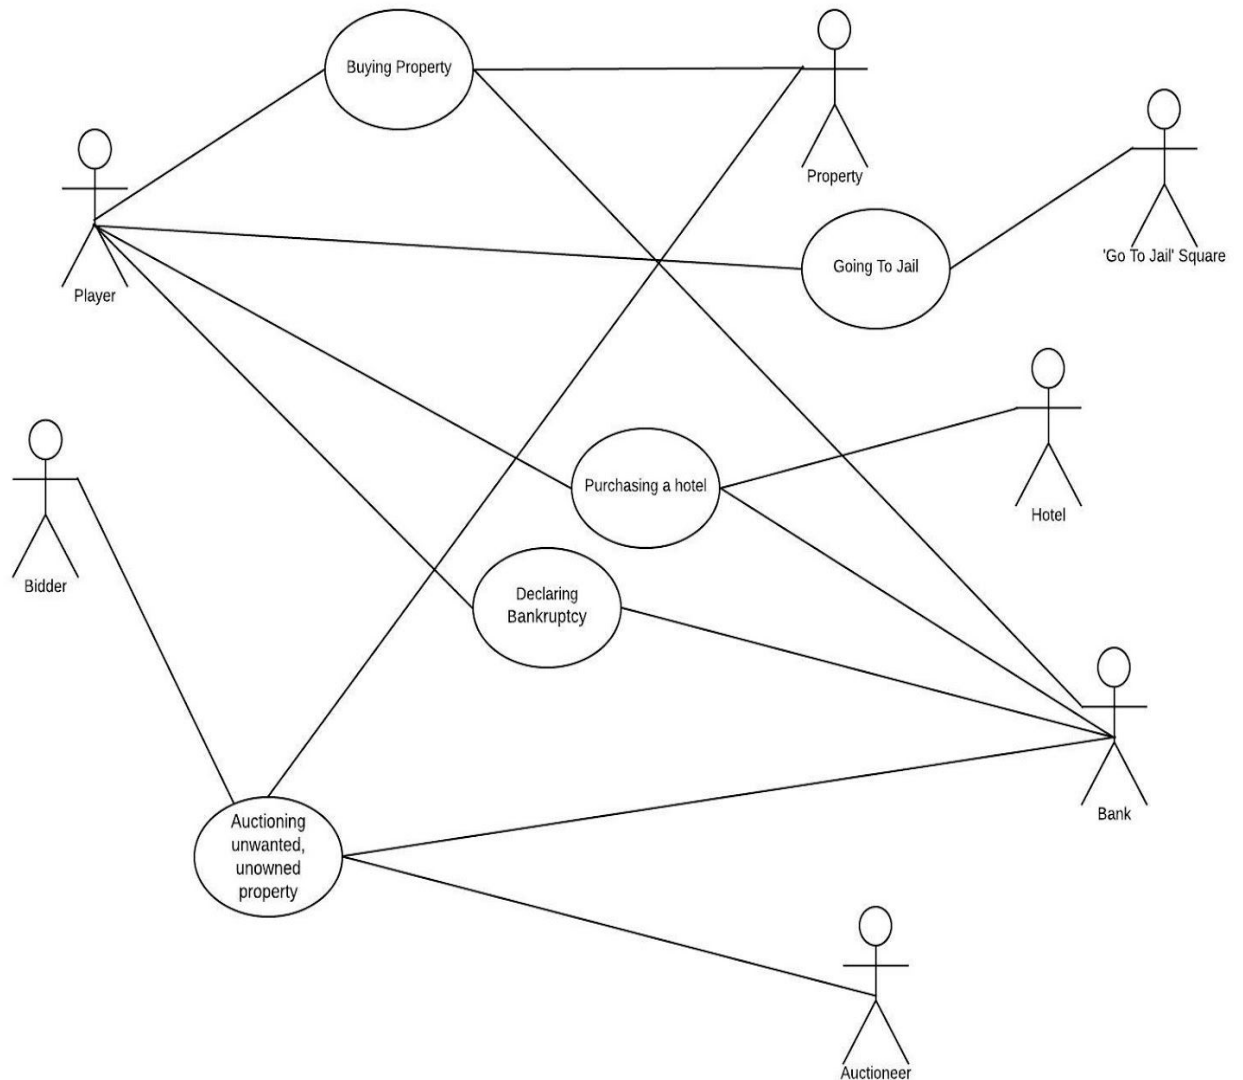 Buying Property
Property
'Go To Jail' Square
Going To Jail
Player
Purchasing a hotel
Hotel
Bidder
Declaring
Bankruptcy
Bank
Auctioning
unwanted,
unowned
property
Auctioneer